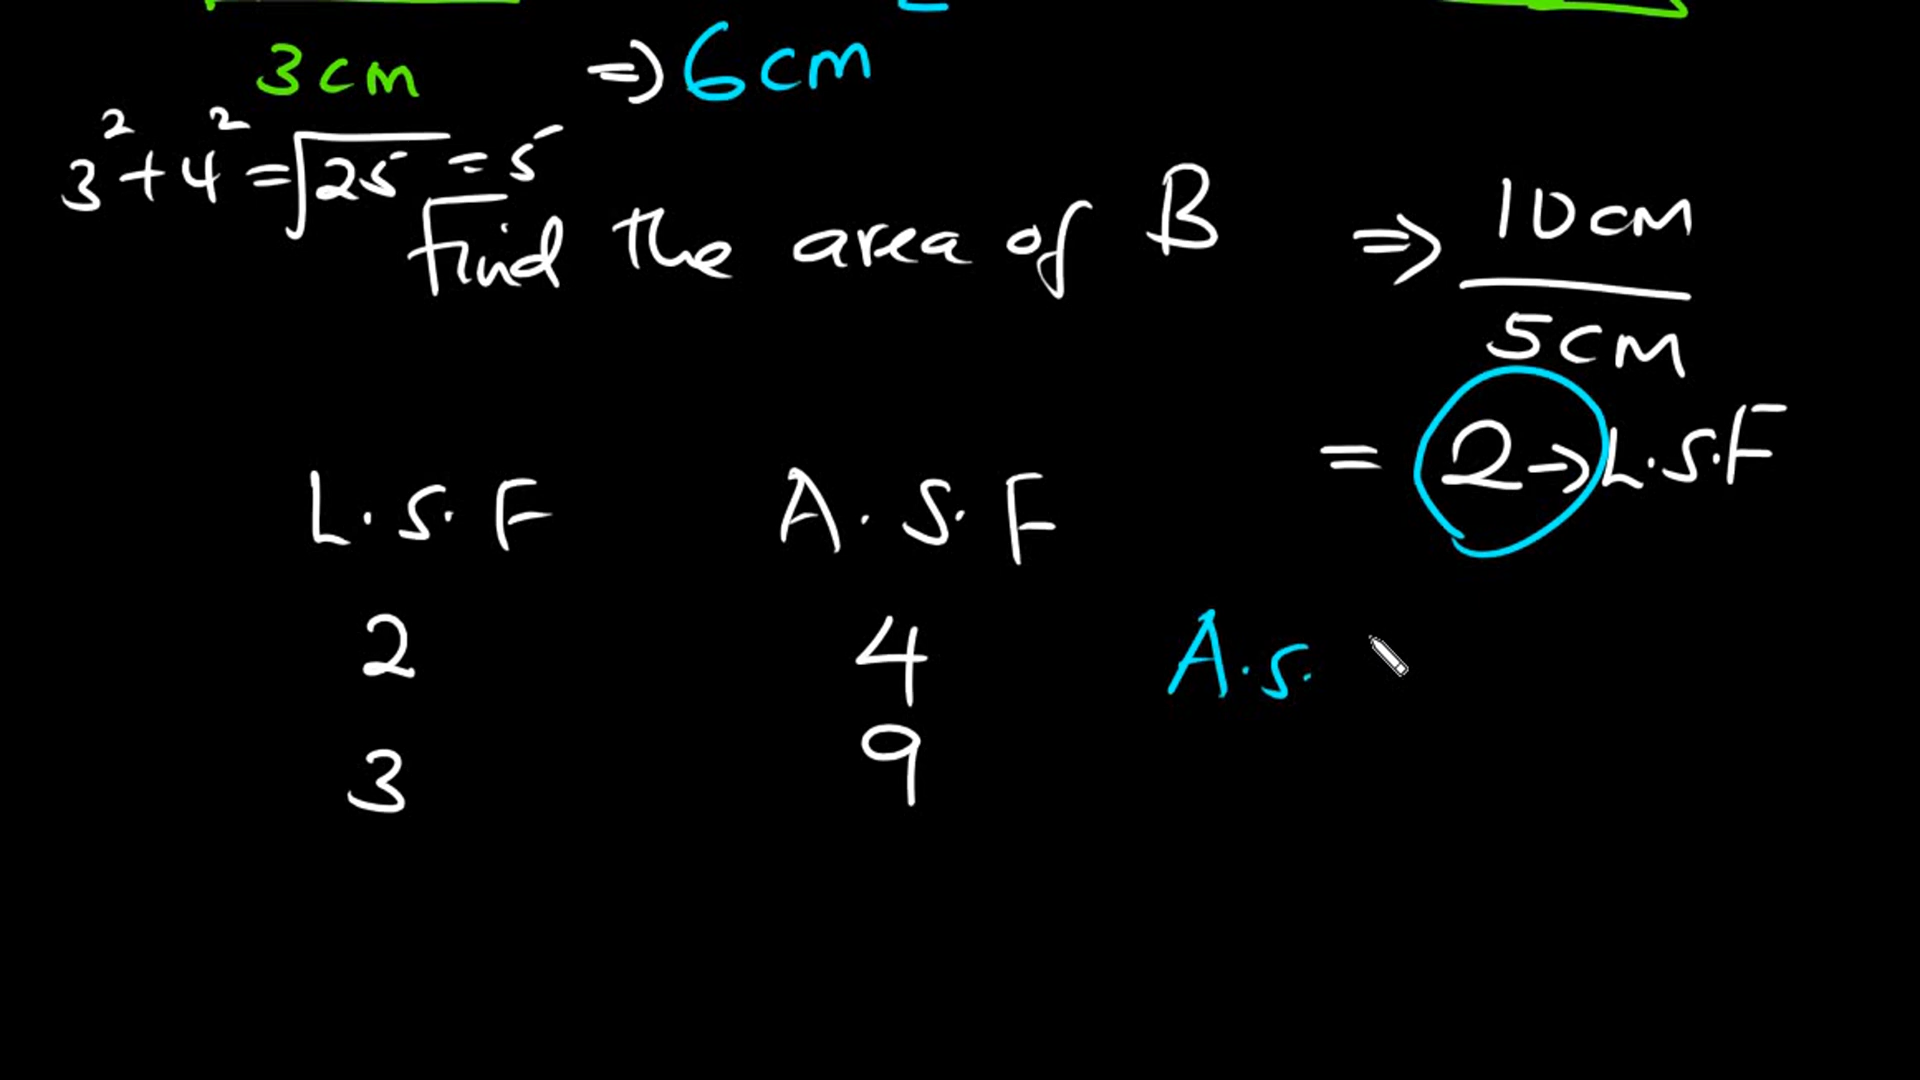 3cm ⇒ 6cm
3² + 4² = √25 = 5
Find the area of B ⇒ 10cm
5cm
= 2 → L.S.F
L.S.F A.S.F
2 4 A.S.
3 9